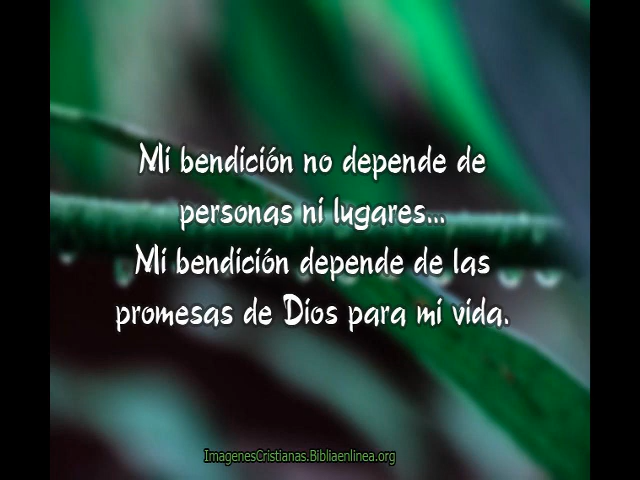 Mi bendición no depende de
personas ni lugares...
Mi bendición depende de las
promesas de Dios para mi vida.
ImagenesCristianas.Bibliaenlinea.org